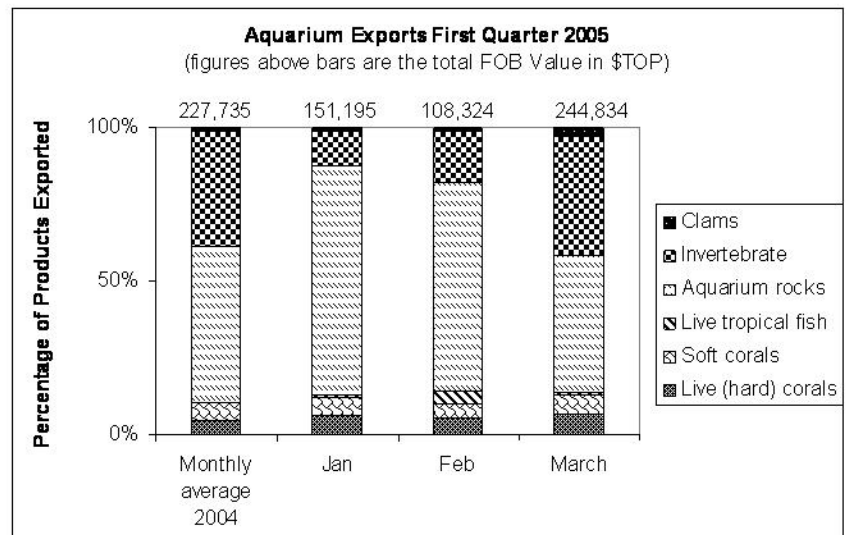 Aquarium Exports First Quarter 2005
(figures above bars are the total FOB Value in $TOP)
227,735 151,195 108,324 244,834
Percentage of Products Exported
100%
50%
0%
Monthly average 2004
Jan
Feb
March
Clams
Invertebrate
Aquarium rocks
Live tropical fish
Soft corals
Live (hard) corals